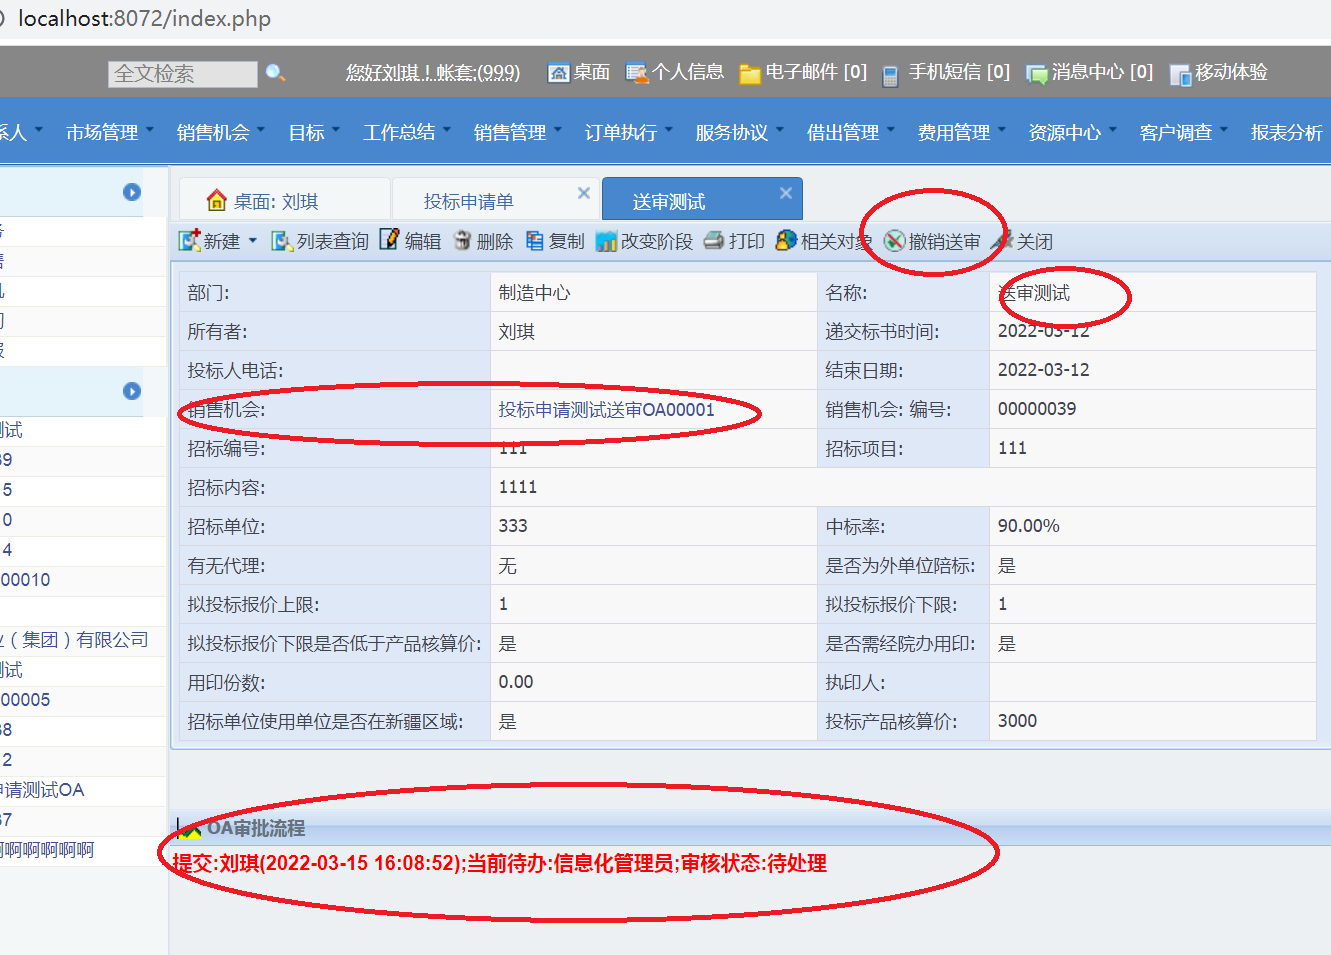 localhost:8072/index.php
全文检索 您好刘琪！帐套:(999) 桌面 个人信息 电子邮件 [0] 手机短信 [0] 消息中心 [0] 移动体验
系人 市场管理 销售机会 目标 工作总结 销售管理 订单执行 服务协议 借出管理 费用管理 资源中心 客户调查 报表分析
桌面: 刘琪 投标申请单 送审测试
新建 列表查询 编辑 删除 复制 改变阶段 打印 相关对象 撤销送审 关闭
部门: 制造中心 名称: 送审测试
所有者: 刘琪 递交标书时间: 2022-03-12
投标人电话: 结束日期: 2022-03-12
销售机会: 投标申请测试送审OA00001 销售机会: 编号: 00000039
招标编号: 111 招标项目: 111
招标内容: 1111
招标单位: 333 中标率: 90.00%
有无代理: 无 是否为外单位陪标: 是
拟投标报价上限: 1 拟投标报价下限: 1
拟投标报价下限是否低于产品核算价: 是 是否需经院办用印: 是
用印份数: 0.00 执印人:
招标单位使用单位是否在新疆区域: 是 投标产品核算价: 3000
OA审批流程
提交:刘琪(2022-03-15 16:08:52);当前待办:信息化管理员;审核状态:待处理
测试
39
5
0
4
00010
业（集团）有限公司
测试
00005
38
2
申请测试OA
37
啊啊啊啊啊啊